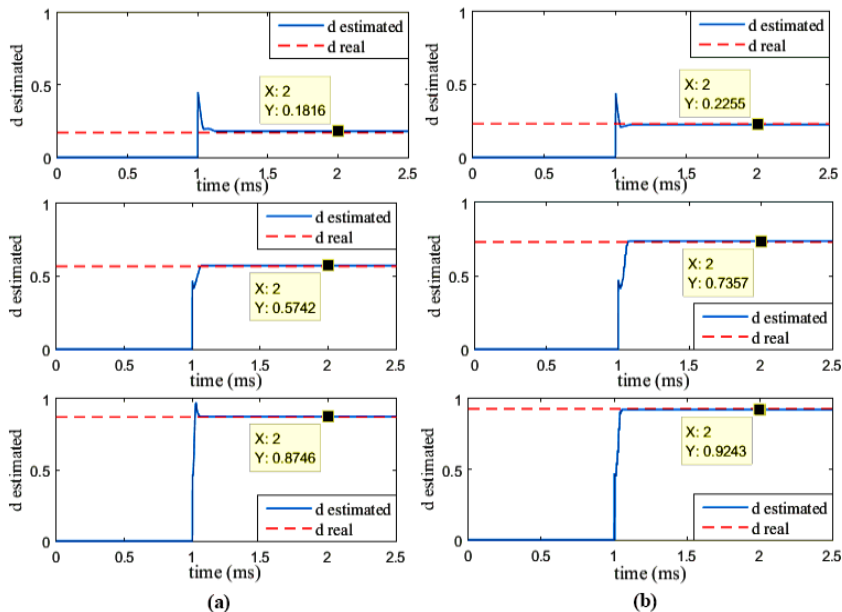 1
d estimated
d real
X: 2
Y: 0.1816
0.5
0
0 0.5 1 1.5 2 2.5
time (ms)
d estimated
1
d estimated
d real
X: 2
Y: 0.2255
0.5
0
0 0.5 1 1.5 2 2.5
time (ms)
d estimated
1
d estimated
d real
0.5
X: 2
Y: 0.5742
0
0 0.5 1 1.5 2 2.5
time (ms)
d estimated
1
0.5
X: 2
Y: 0.7357
d estimated
d real
0
0 0.5 1 1.5 2 2.5
time (ms)
d estimated
1
X: 2
Y: 0.8746
0.5
d estimated
d real
0
0 0.5 1 1.5 2 2.5
time (ms)
d estimated
(a)
1
X: 2
Y: 0.9243
0.5
d estimated
d real
0
0 0.5 1 1.5 2 2.5
time (ms)
d estimated
(b)